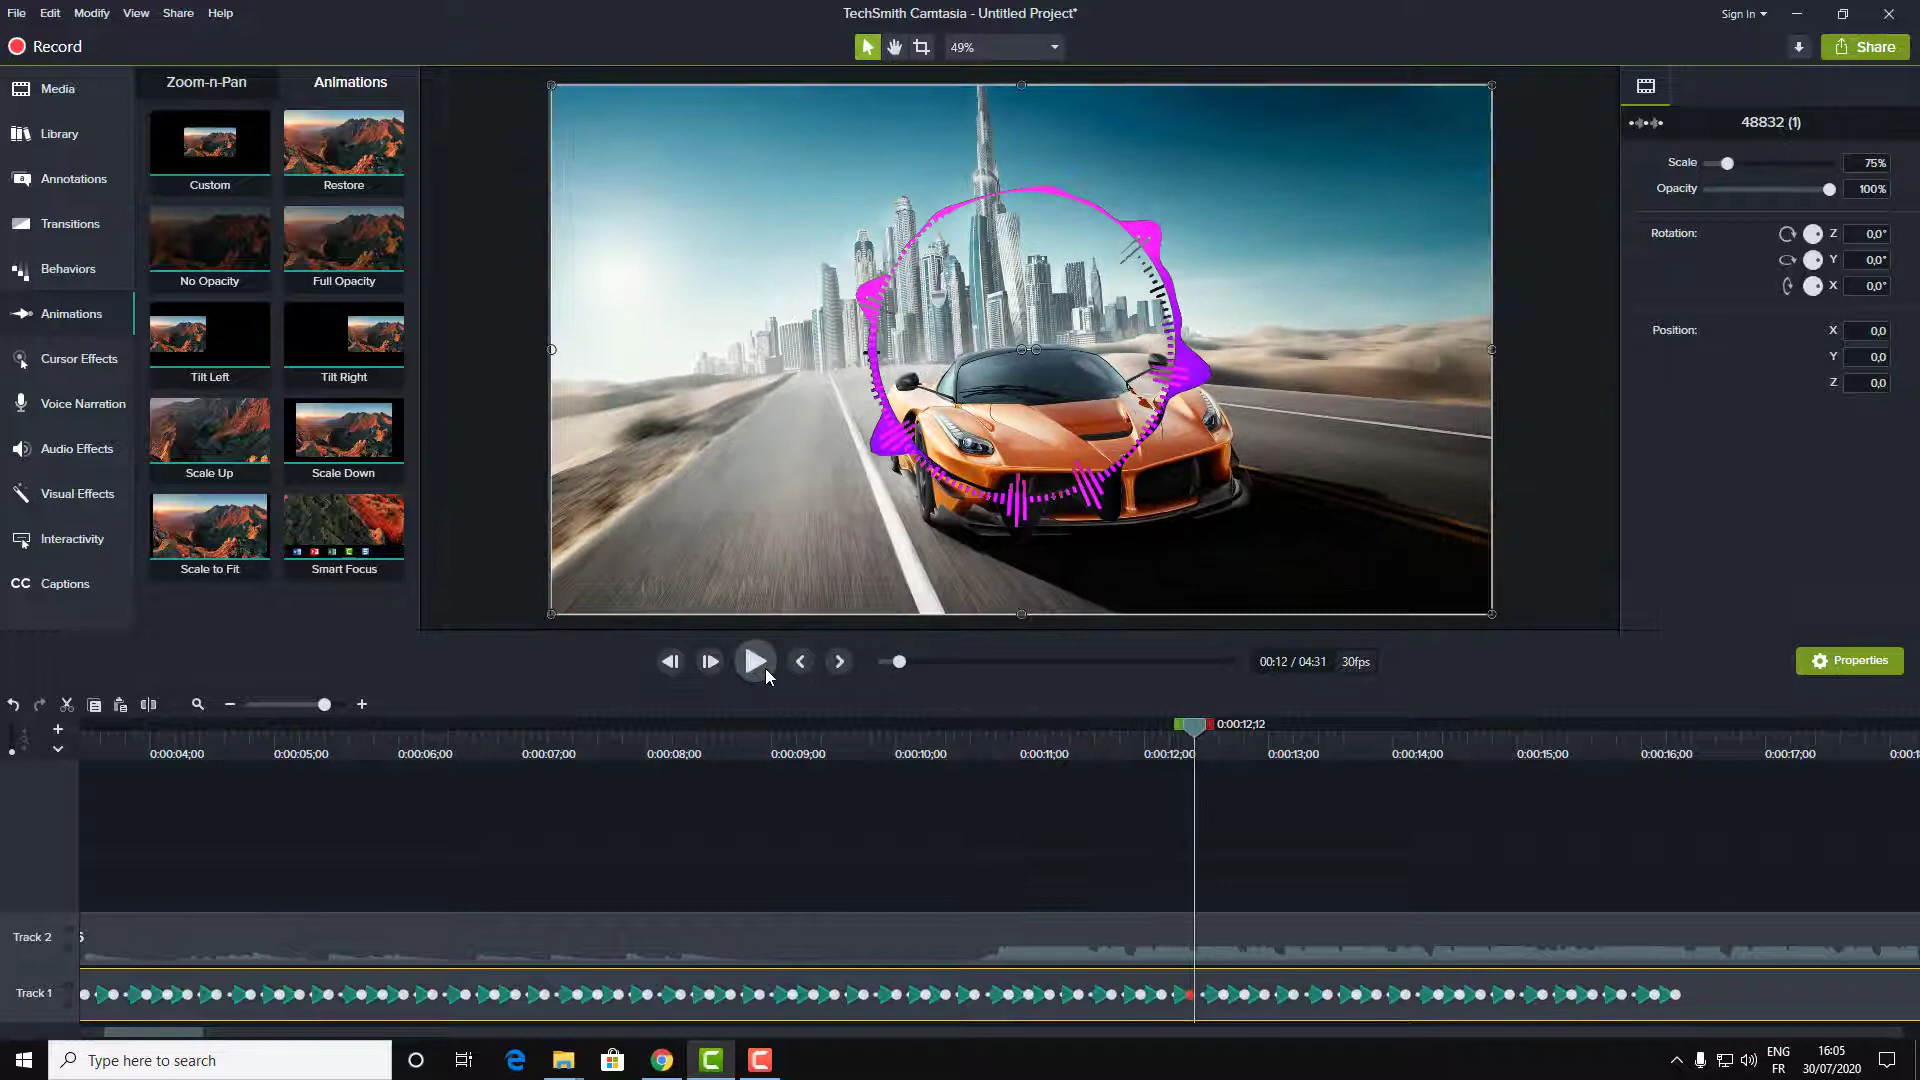 File Edit Modify View Share Help
TechSmith Camtasia - Untitled Project*
Sign In
Record
49%
Share
Media
Library
Annotations
Transitions
Behaviors
Animations
Cursor Effects
Voice Narration
Audio Effects
Visual Effects
Interactivity
CC Captions
Zoom-n-Pan Animations
Custom Restore
No Opacity Full Opacity
Tilt Left Tilt Right
Scale Up Scale Down
Scale to Fit Smart Focus
48832 (1)
Scale 75%
Opacity 100%
Rotation: Z 0,0°
Y 0,0°
X 0,0°
Position: X 0,0
Y 0,0
Z 0,0
00:12 / 04:31 30fps
Properties
0:00:12;12
0:00:04;00 0:00:05;00 0:00:06;00 0:00:07;00 0:00:08;00 0:00:09;00 0:00:10;00 0:00:11;00 0:00:12;00 0:00:13;00 0:00:14;00 0:00:15;00 0:00:16;00 0:00:17;00
Track 2
Track 1
Type here to search
ENG
FR
16:05
30/07/2020